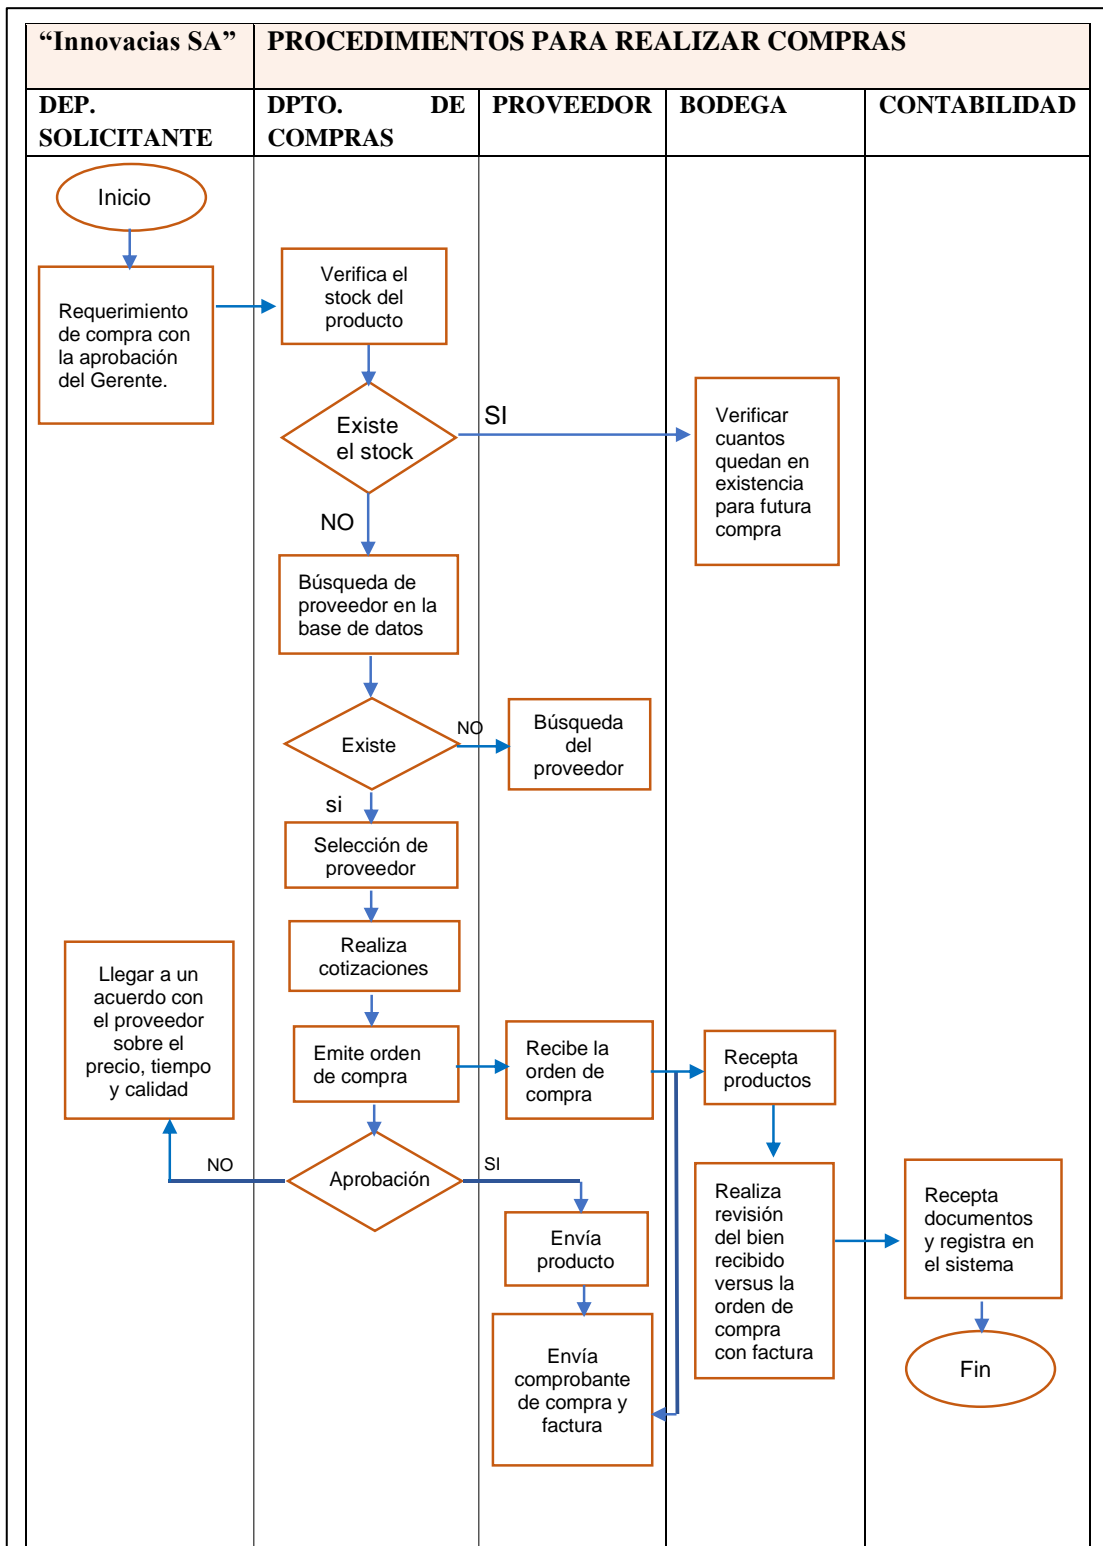 “Innovacias SA”
PROCEDIMIENTOS PARA REALIZAR COMPRAS
DEP.
SOLICITANTE
DPTO. DE
COMPRAS
PROVEEDOR
BODEGA
CONTABILIDAD
Inicio
Requerimiento
de compra con
la aprobación
del Gerente.
Verifica el
stock del
producto
Existe
el stock
SI
Verificar
cuantos
quedan en
existencia
para futura
compra
NO
Búsqueda de
proveedor en la
base de datos
Existe
NO
Búsqueda
del
proveedor
si
Selección de
proveedor
Realiza
cotizaciones
Llegar a un
acuerdo con
el proveedor
sobre el
precio, tiempo
y calidad
Emite orden
de compra
Recibe la
orden de
compra
Recepta
productos
NO
Aprobación
SI
Envía
producto
Realiza
revisión
del bien
recibido
versus la
orden de
compra
con factura
Recepta
documentos
y registra en
el sistema
Envía
comprobante
de compra y
factura
Fin